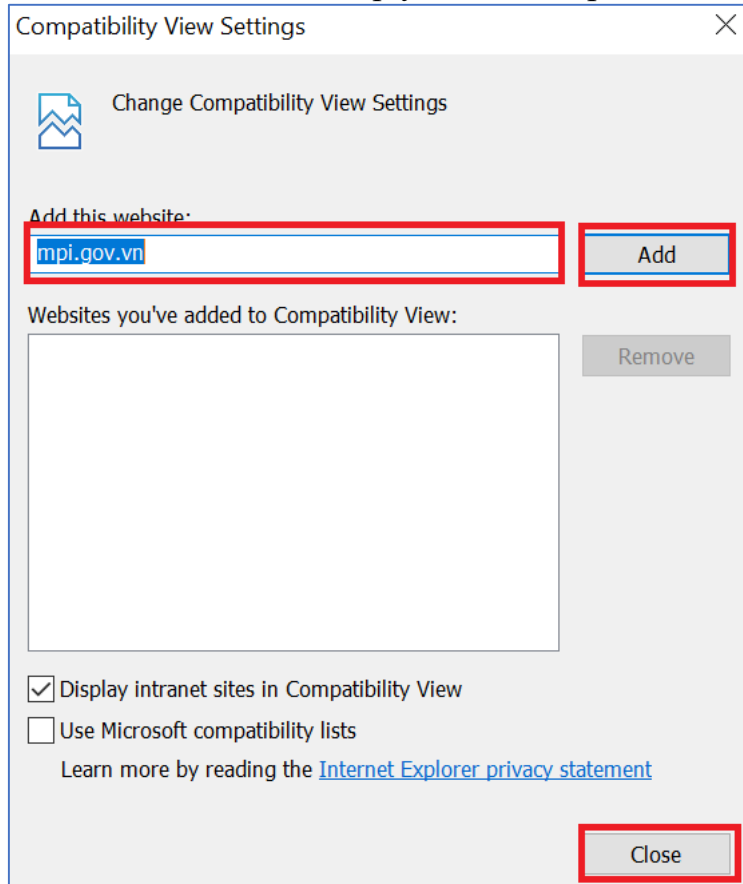 Compatibility View Settings
Change Compatibility View Settings
Add this website:
mpi.gov.vn
Add
Websites you've added to Compatibility View:
Remove
Display intranet sites in Compatibility View
Use Microsoft compatibility lists
Learn more by reading the Internet Explorer privacy statement
Close